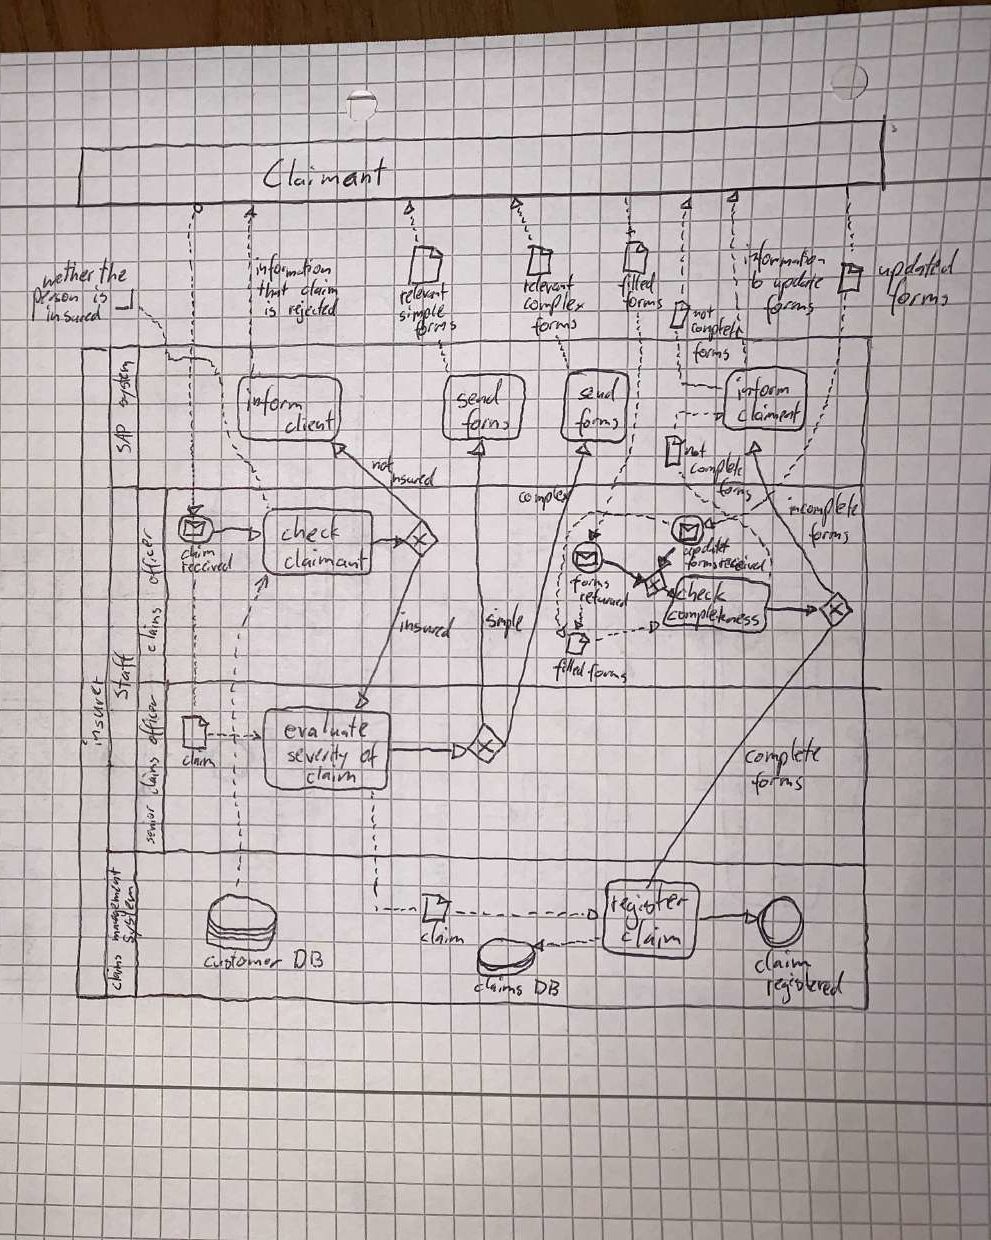 Claimant
wether the
person is
insured
information
that claim
is rejected
relevant
simple
forms
relevant
complex
forms
filled
forms
not
complete
forms
information
to update
forms
updated
forms
insurer
SAP system
inform
client
send
forms
send
forms
inform
claimant
not
complete
forms
not
insured
complex
incomplete
forms
Staff
claims officer
claim
received
check
claimant
insured
simple
forms
returned
updated
forms received
check
completeness
filled forms
senior claims officer
claim
evaluate
severity of
claim
complete
forms
claims management
system
customer DB
claim
claims DB
register
claim
claim
registered